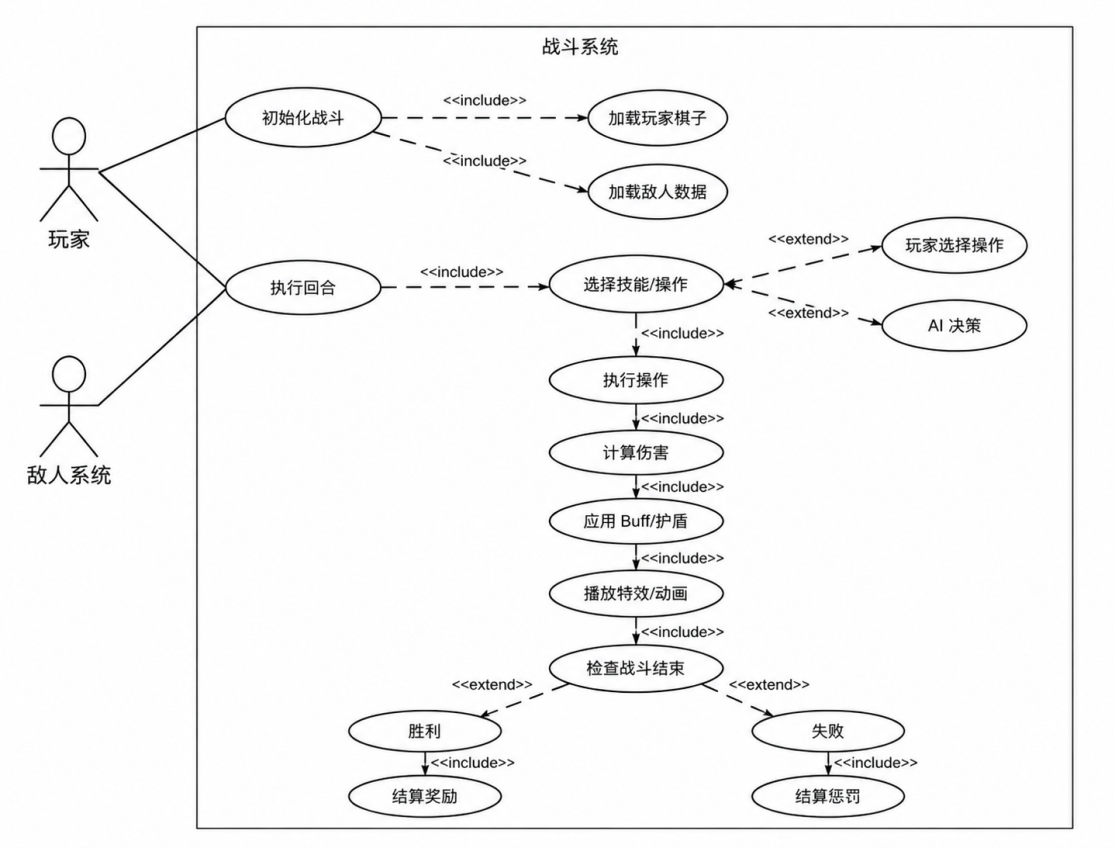 战斗系统
初始化战斗
<<include>>
加载玩家棋子
<<include>>
加载敌人数据
玩家
执行回合
<<include>>
选择技能/操作
<<extend>>
玩家选择操作
<<extend>>
AI 决策
<<include>>
执行操作
<<include>>
计算伤害
<<include>>
应用 Buff/护盾
<<include>>
播放特效/动画
<<include>>
检查战斗结束
敌人系统
<<extend>>
<<extend>>
胜利
失败
<<include>>
<<include>>
结算奖励
结算惩罚